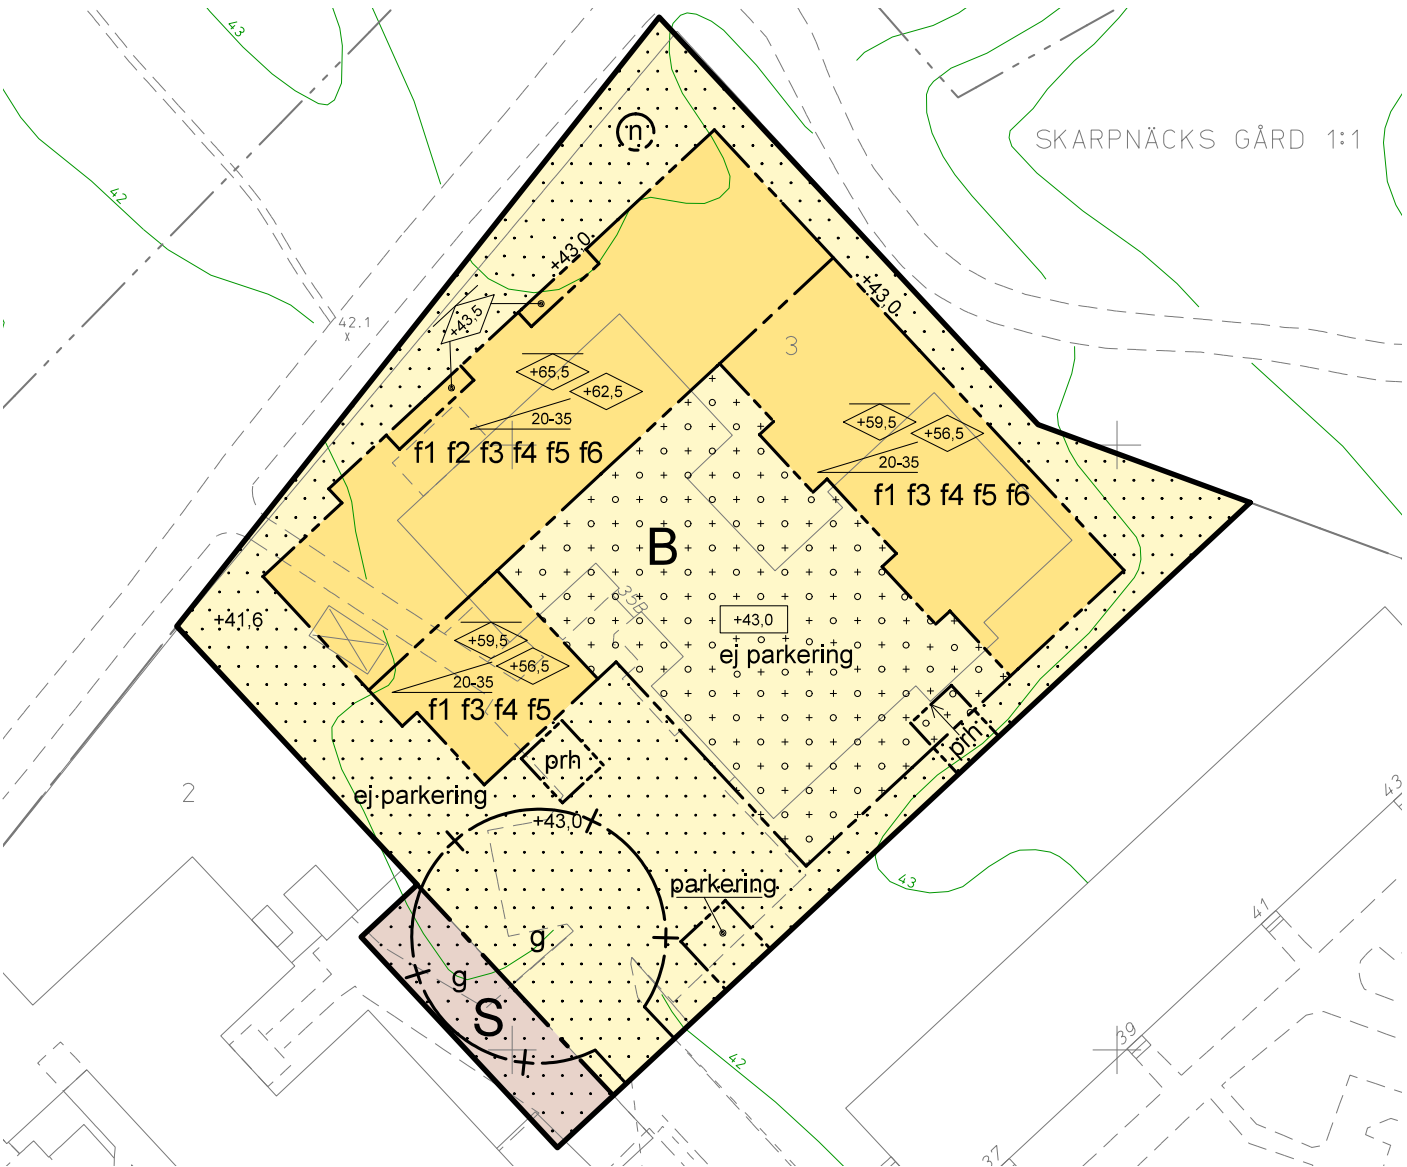 43
SKARPNÄCKS GÅRD 1:1
n
42
+43,0
+43,0
42.1
x
+43,5
3
+65,5
+62,5
20-35
f1 f2 f3 f4 f5 f6
+59,5
+56,5
20-35
f1 f3 f4 f5 f6
B
35B
+41,6
+43,0
ej parkering
+59,5
+56,5
20-35
f1 f3 f4 f5
prh
prh
2
ej parkering
+43,0
43
parkering
43
41
g
g
S
39
42
37